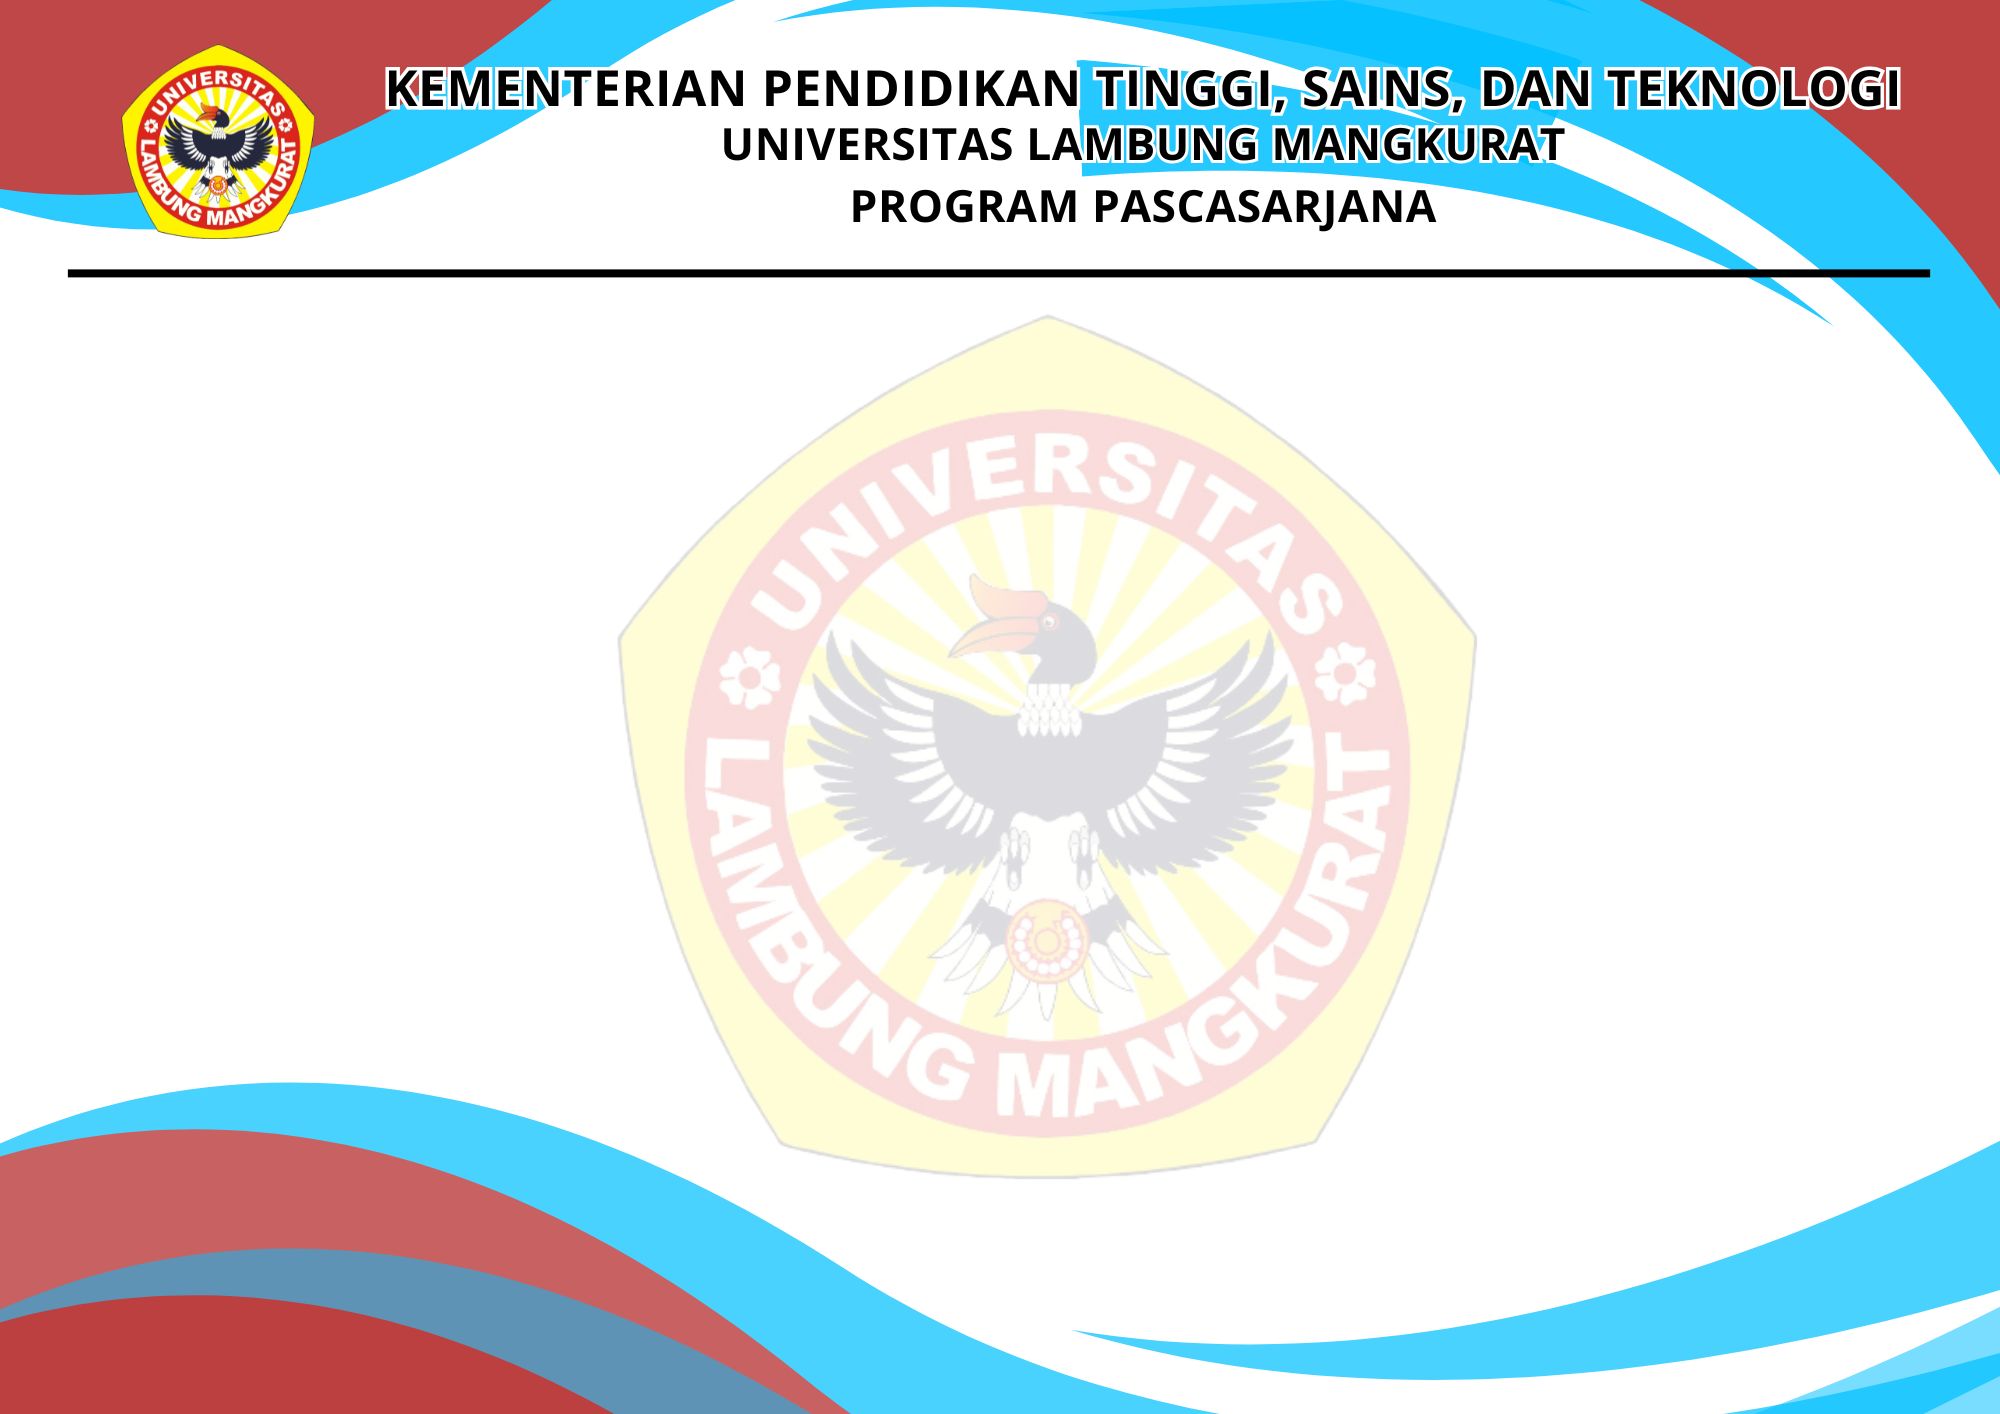 KEMENTERIAN PENDIDIKAN TINGGI, SAINS, DAN TEKNOLOGI
UNIVERSITAS LAMBUNG MANGKURAT
PROGRAM PASCASARJANA
UNIVERSITAS
LAMBUNG MANGKURAT
UNIVERSITAS
LAMBUNG MANGKURAT